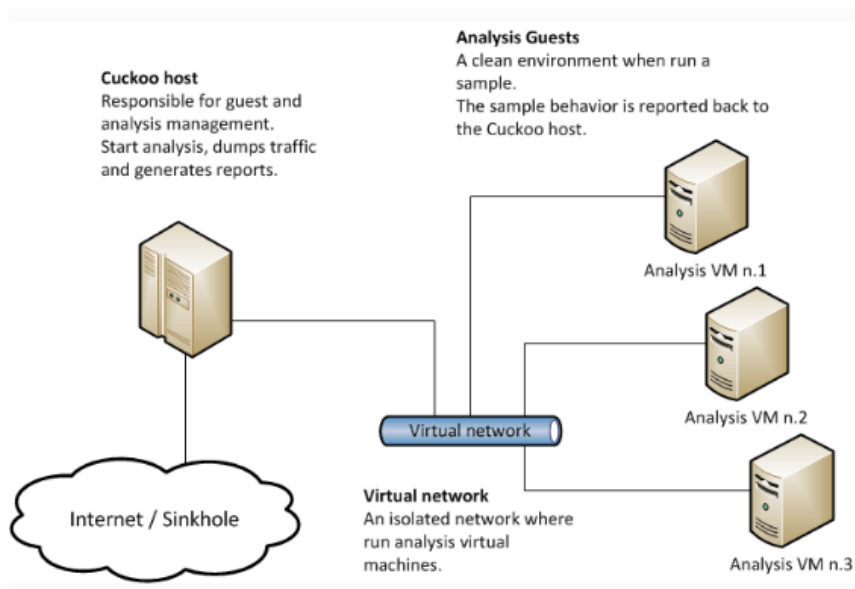 Cuckoo host
Responsible for guest and
analysis management.
Start analysis, dumps traffic
and generates reports.
Analysis Guests
A clean environment when run a
sample.
The sample behavior is reported back to
the Cuckoo host.
Analysis VM n.1
Analysis VM n.2
Virtual network
Analysis VM n.3
Internet / Sinkhole
Virtual network
An isolated network where
run analysis virtual
machines.